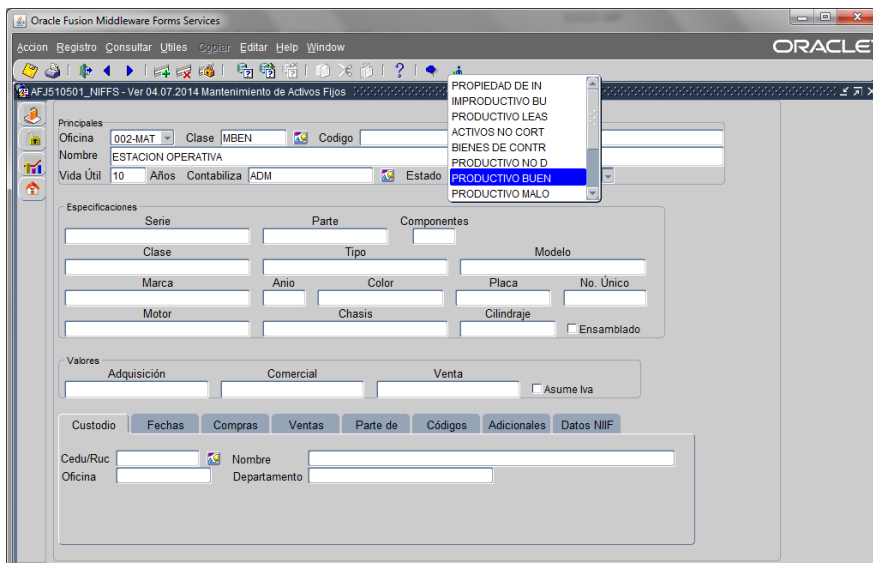 Oracle Fusion Middleware Forms Services
Accion Registro Consultar Utiles Copiar Editar Help Window
ORACLE
AFJ510501_NIFFS - Ver 04.07.2014 Mantenimiento de Activos Fijos
PROPIEDAD DE IN
IMPRODUCTIVO BU
PRODUCTIVO LEAS
ACTIVOS NO CORT
BIENES DE CONTR
PRODUCTIVO NO D
PRODUCTIVO BUEN
PRODUCTIVO MALO
Principales
Oficina 002-MAT Clase MBEN Codigo
Nombre ESTACION OPERATIVA
Vida Útil 10 Años Contabiliza ADM Estado
Especificaciones
Serie Parte Componentes
Clase Tipo Modelo
Marca Anio Color Placa No. Único
Motor Chasis Cilindraje
Ensamblado
Valores
Adquisición Comercial Venta
Asume Iva
Custodio Fechas Compras Ventas Parte de Códigos Adicionales Datos NIIF
Cedu/Ruc Nombre
Oficina Departamento